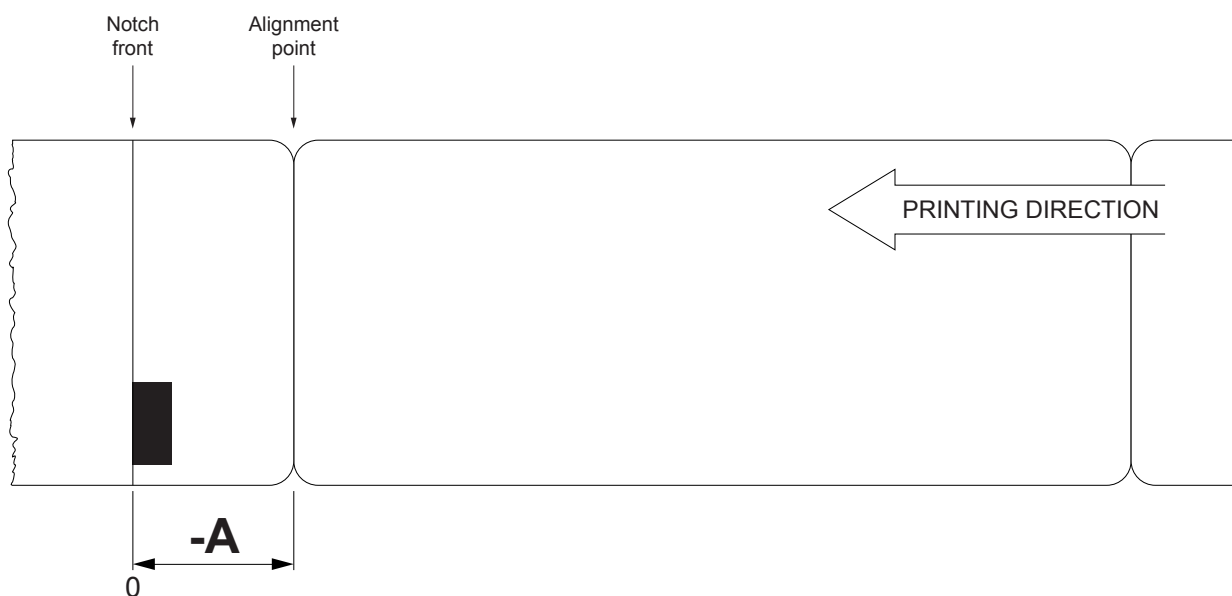 Notch
front
Alignment
point
PRINTING DIRECTION
-A
0